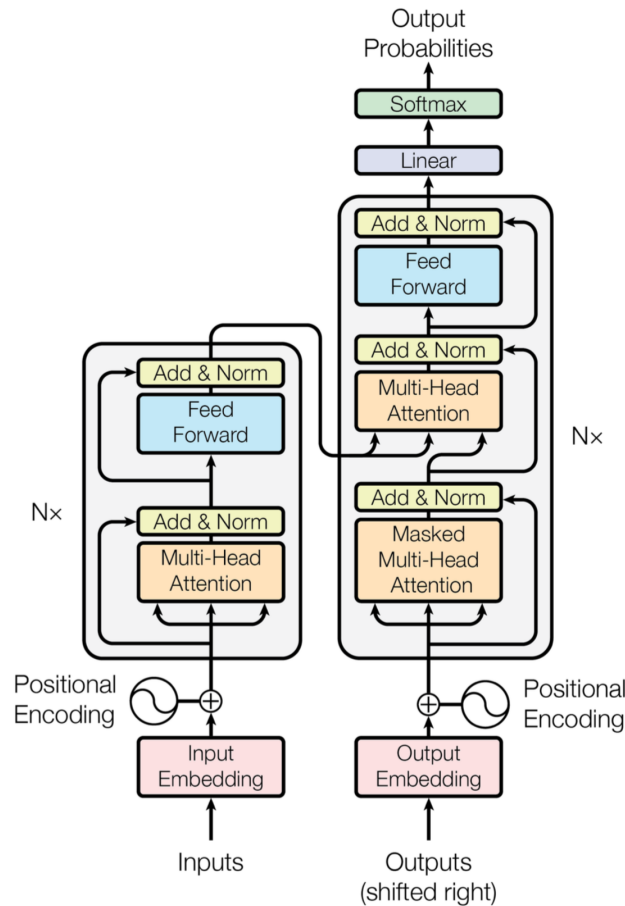 Output
Probabilities
Softmax
Linear
Add & Norm
Feed
Forward
Add & Norm
Multi-Head
Attention
Add & Norm
Masked
Multi-Head
Attention
Nx
Add & Norm
Feed
Forward
Add & Norm
Multi-Head
Attention
Nx
Positional
Encoding
Positional
Encoding
Input
Embedding
Output
Embedding
Inputs
Outputs
(shifted right)